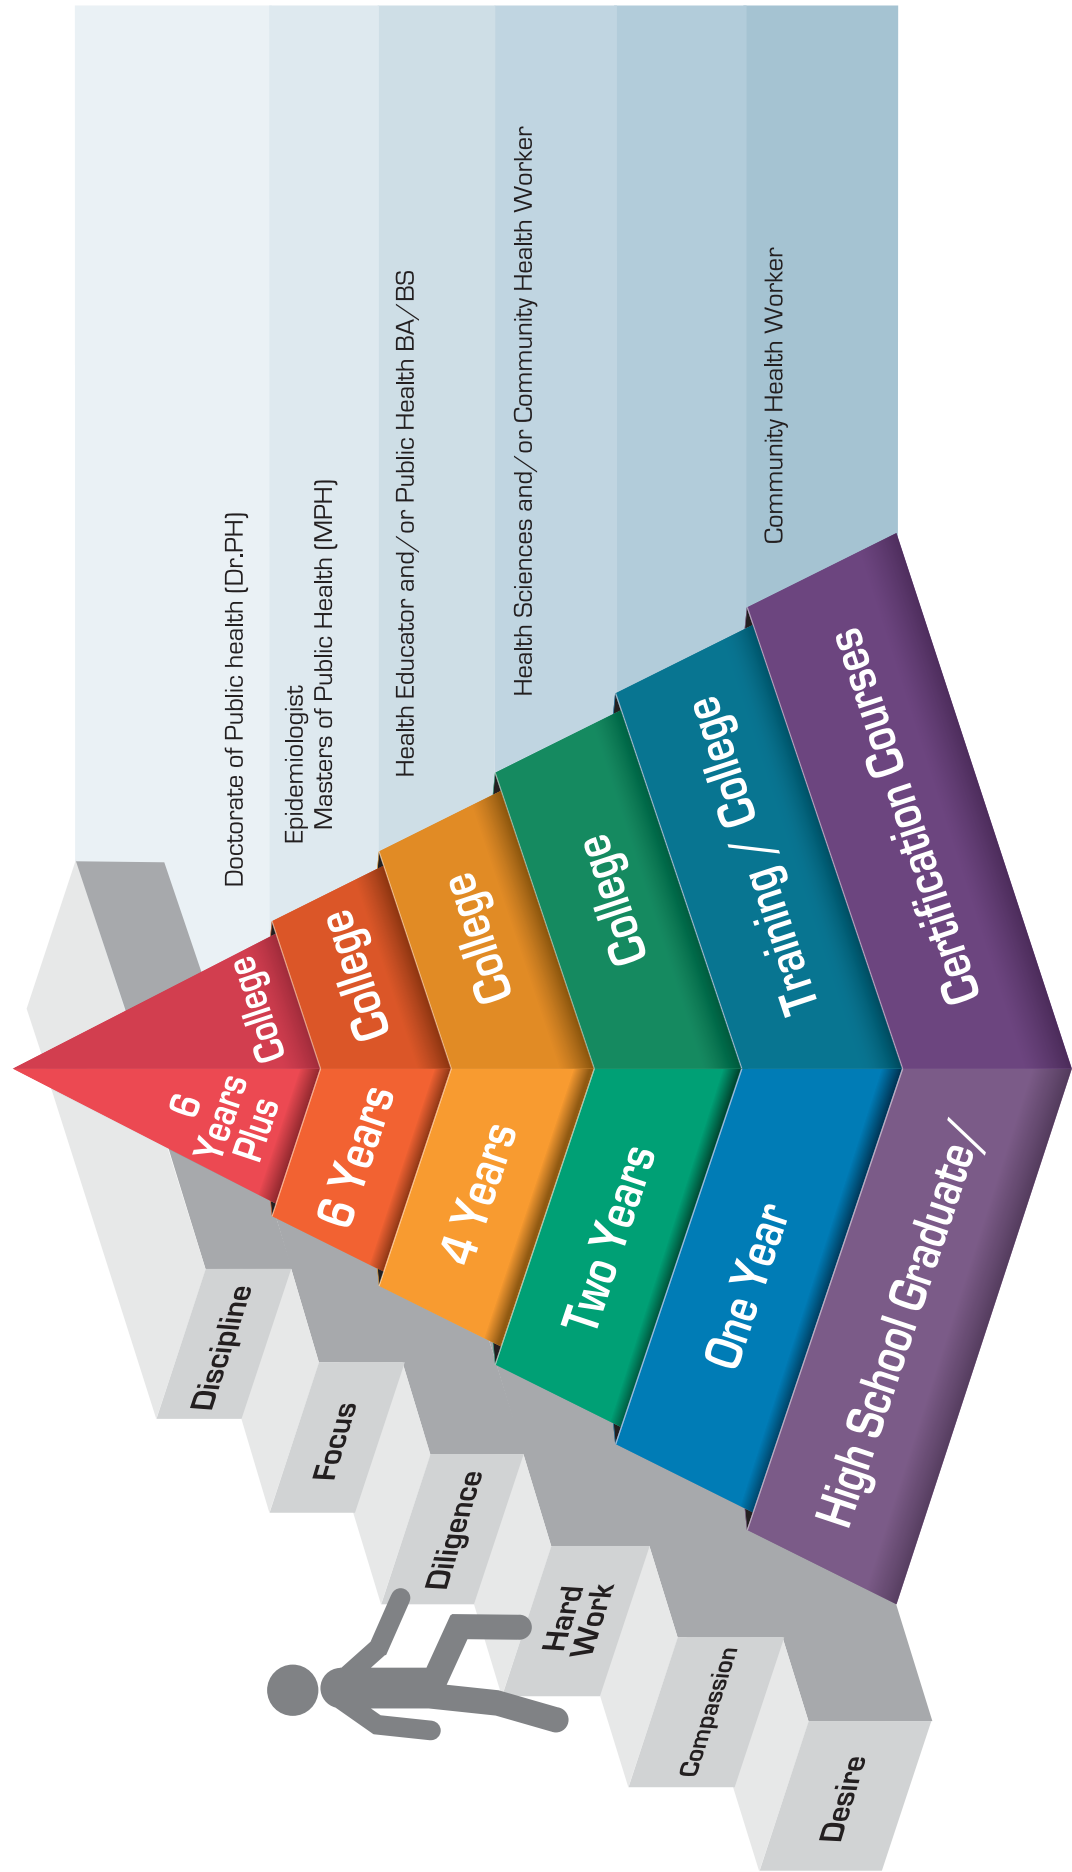 Doctorate of Public health (Dr.PH)
Epidemiologist
Masters of Public Health (MPH)
Health Educator and/or Public Health BA/BS
Health Sciences and/or Community Health Worker
Community Health Worker
6
Years
Plus
College
6 Years
College
4 Years
College
Two Years
College
One Year
Training / College
High School Graduate/
Certification Courses
Discipline
Focus
Diligence
Hard
Work
Compassion
Desire